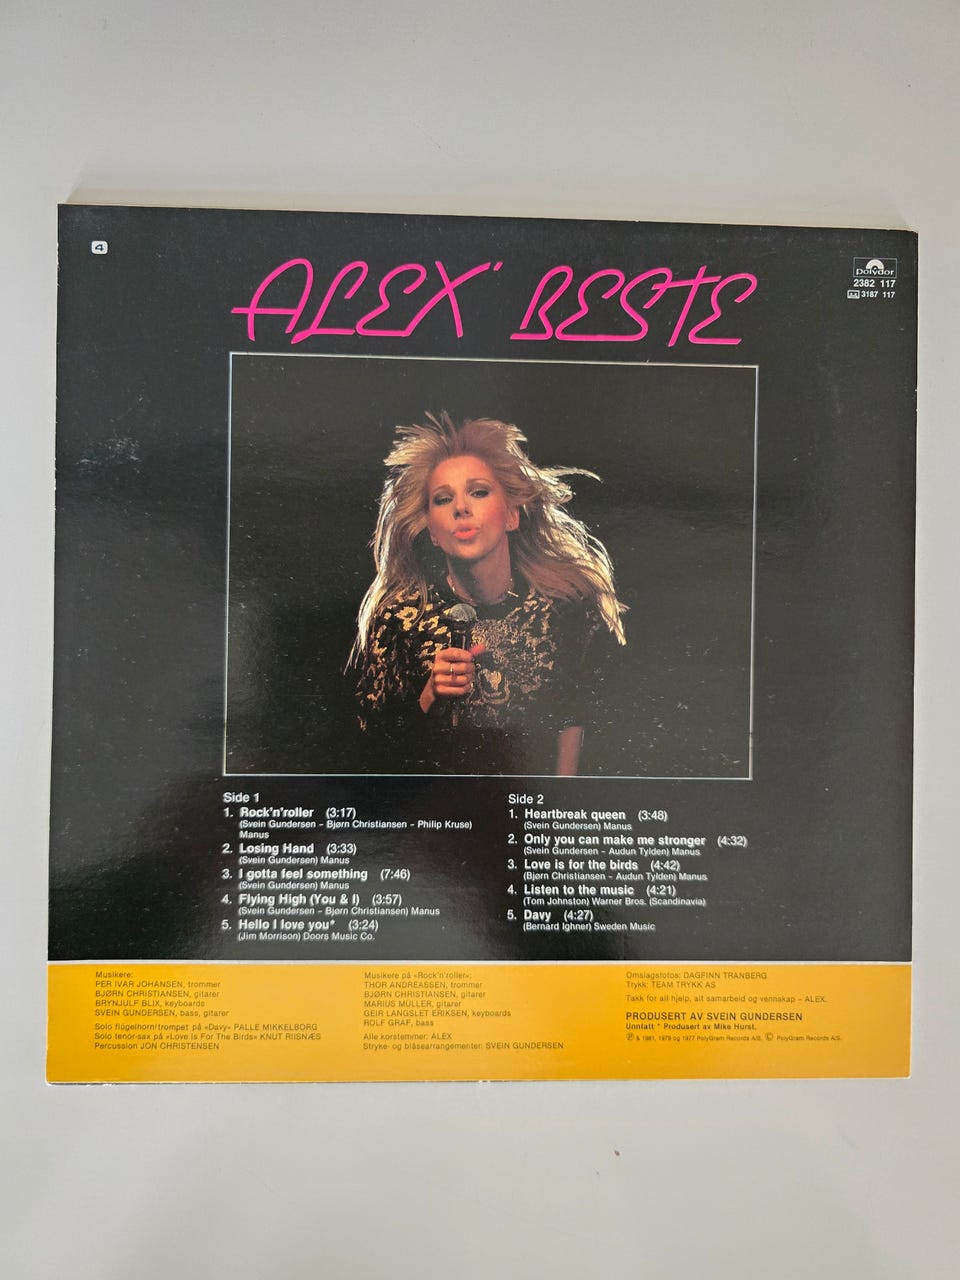 4
ALEX' BESTE
polydor
2382 117
3187 117
Side 1
1. Rock'n'roller (3:17)
(Svein Gundersen – Bjørn Christiansen – Philip Kruse)
Manus
2. Losing Hand (3:33)
(Svein Gundersen) Manus
3. I gotta feel something (7:46)
(Svein Gundersen) Manus
4. Flying High (You & I) (3:57)
(Svein Gundersen – Bjørn Christiansen) Manus
5. Hello I love you* (3:24)
(Jim Morrison) Doors Music Co.
Side 2
1. Heartbreak queen (3:48)
(Svein Gundersen) Manus
2. Only you can make me stronger (4:32)
(Svein Gundersen – Audun Tylden) Manus
3. Love is for the birds (4:42)
(Bjørn Christiansen – Audun Tylden) Manus
4. Listen to the music (4:21)
(Tom Johnston) Warner Bros. (Scandinavia)
5. Davy (4:27)
(Bernard Ighner) Sweden Music
Musikere:
PER IVAR JOHANSEN, trommer
BJØRN CHRISTIANSEN, gitarer
BRYNJULF BLIX, keyboards
SVEIN GUNDERSEN, bass, gitarer
Solo flügelhorn/trompet på «Davy» PALLE MIKKELBORG
Solo tenor-sax på «Love Is For The Birds» KNUT RIISNÆS
Percussion JON CHRISTENSEN
Musikere på «Rock'n'roller»:
THOR ANDREASSEN, trommer
BJØRN CHRISTIANSEN, gitarer
MARIUS MÜLLER, gitarer
GEIR LANGSLET ERIKSEN, keyboards
ROLF GRAF, bass
Alle korstemmer: ALEX
Stryke- og blåsearrangementer: SVEIN GUNDERSEN
Omslagsfotos: DAGFINN TRANBERG
Trykk: TEAM TRYKK AS
Takk for all hjelp, alt samarbeid og vennskap – ALEX.
PRODUSERT AV SVEIN GUNDERSEN
Unntatt * Produsert av Mike Hurst.
℗ & 1981, 1979 og 1977 PolyGram Records A/S. © PolyGram Records A/S.